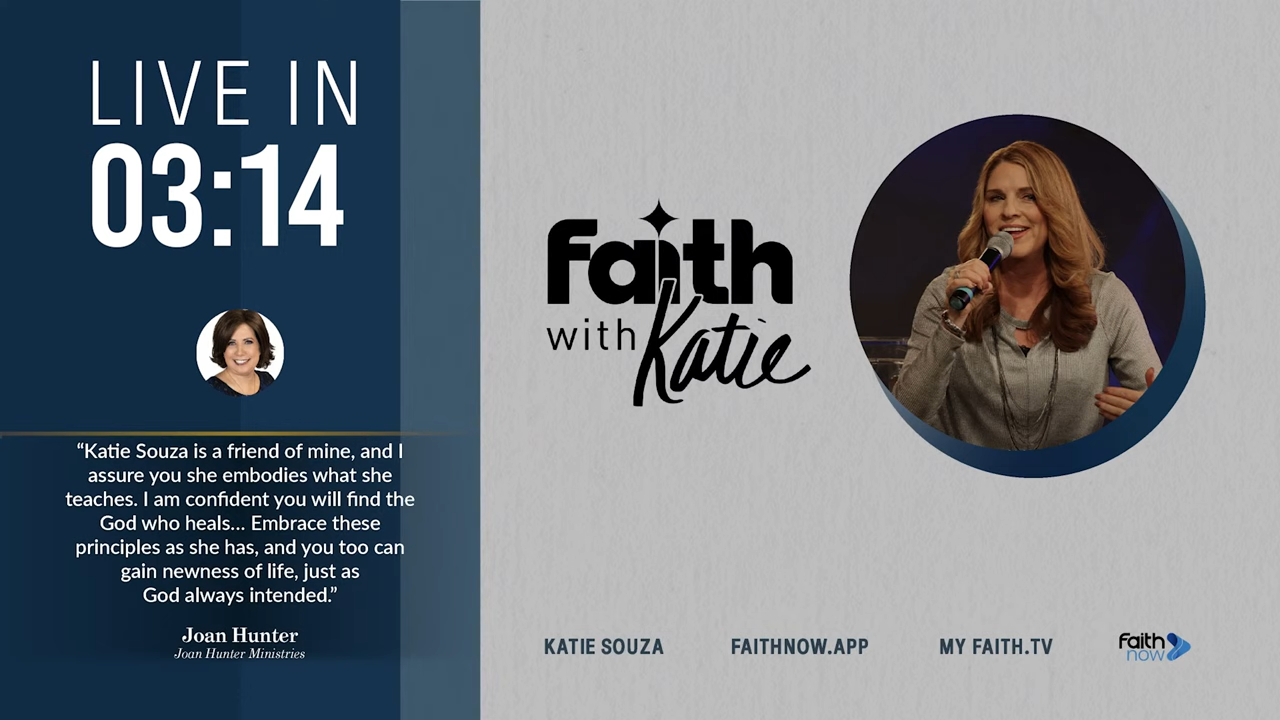 LIVE IN
03:14
“Katie Souza is a friend of mine, and I
assure you she embodies what she
teaches. I am confident you will find the
God who heals... Embrace these
principles as she has, and you too can
gain newness of life, just as
God always intended.”
Joan Hunter
Joan Hunter Ministries
faith
with Katie
KATIE SOUZA
FAITHNOW.APP
MY FAITH.TV
Faith
now